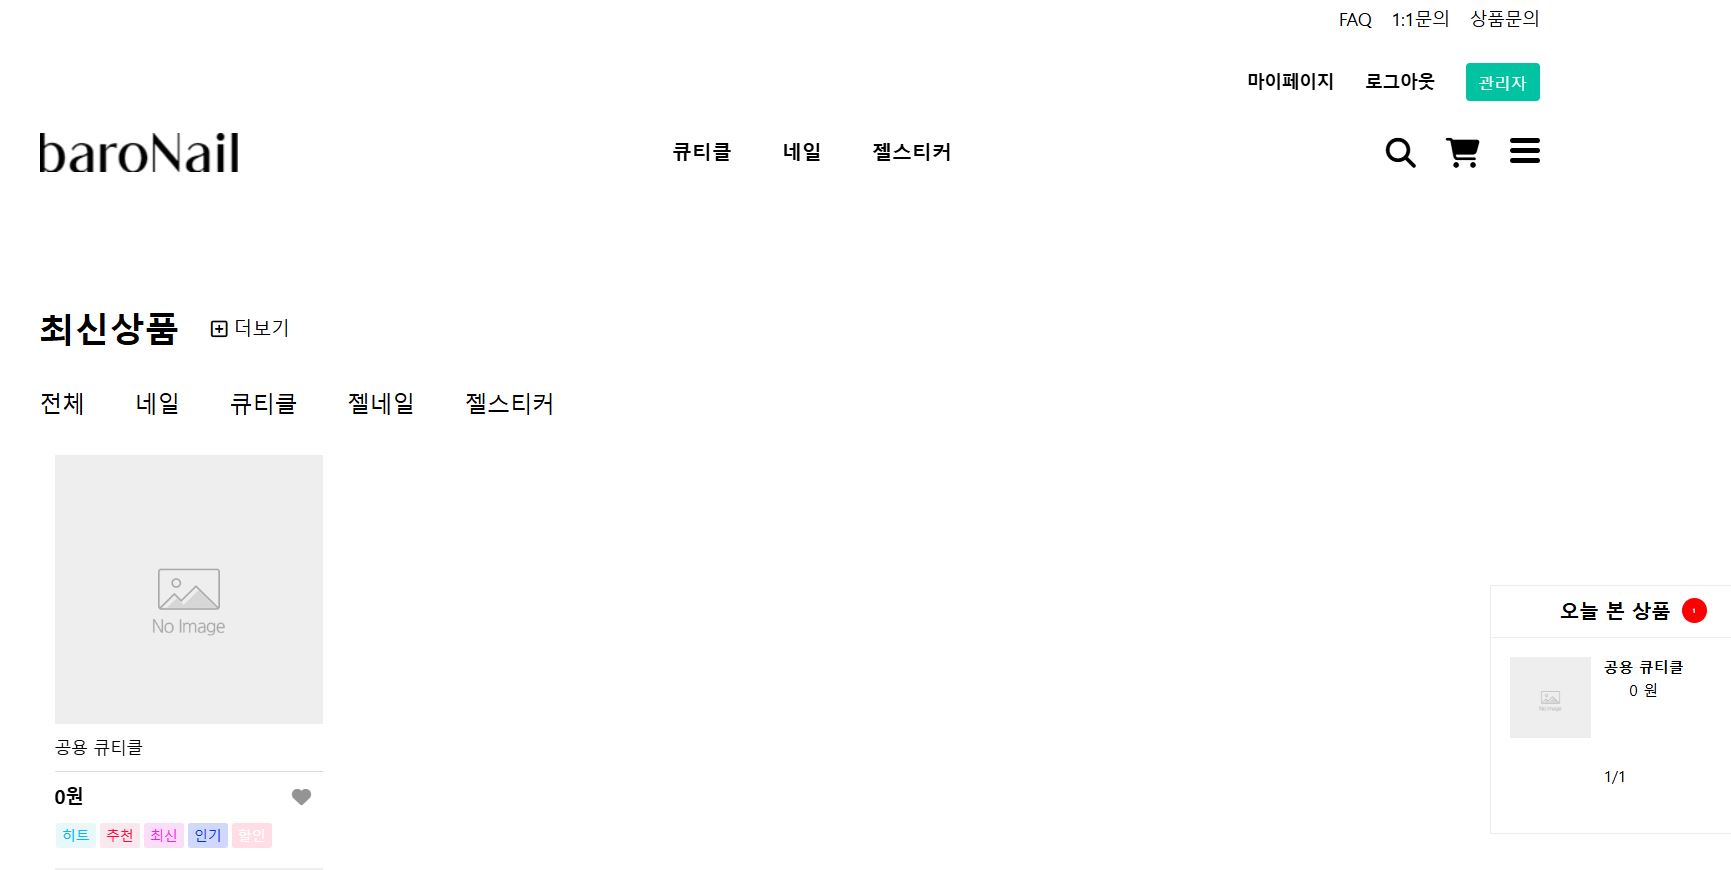 FAQ 1:1문의 상품문의
마이페이지 로그아웃 관리자
baroNail 큐티클 네일 젤스티커
최신상품 더보기
전체 네일 큐티클 젤네일 젤스티커
No Image
공용 큐티클
0원
히트 추천 최신 인기 할인
오늘 본 상품 1
No Image
공용 큐티클
0 원
1/1